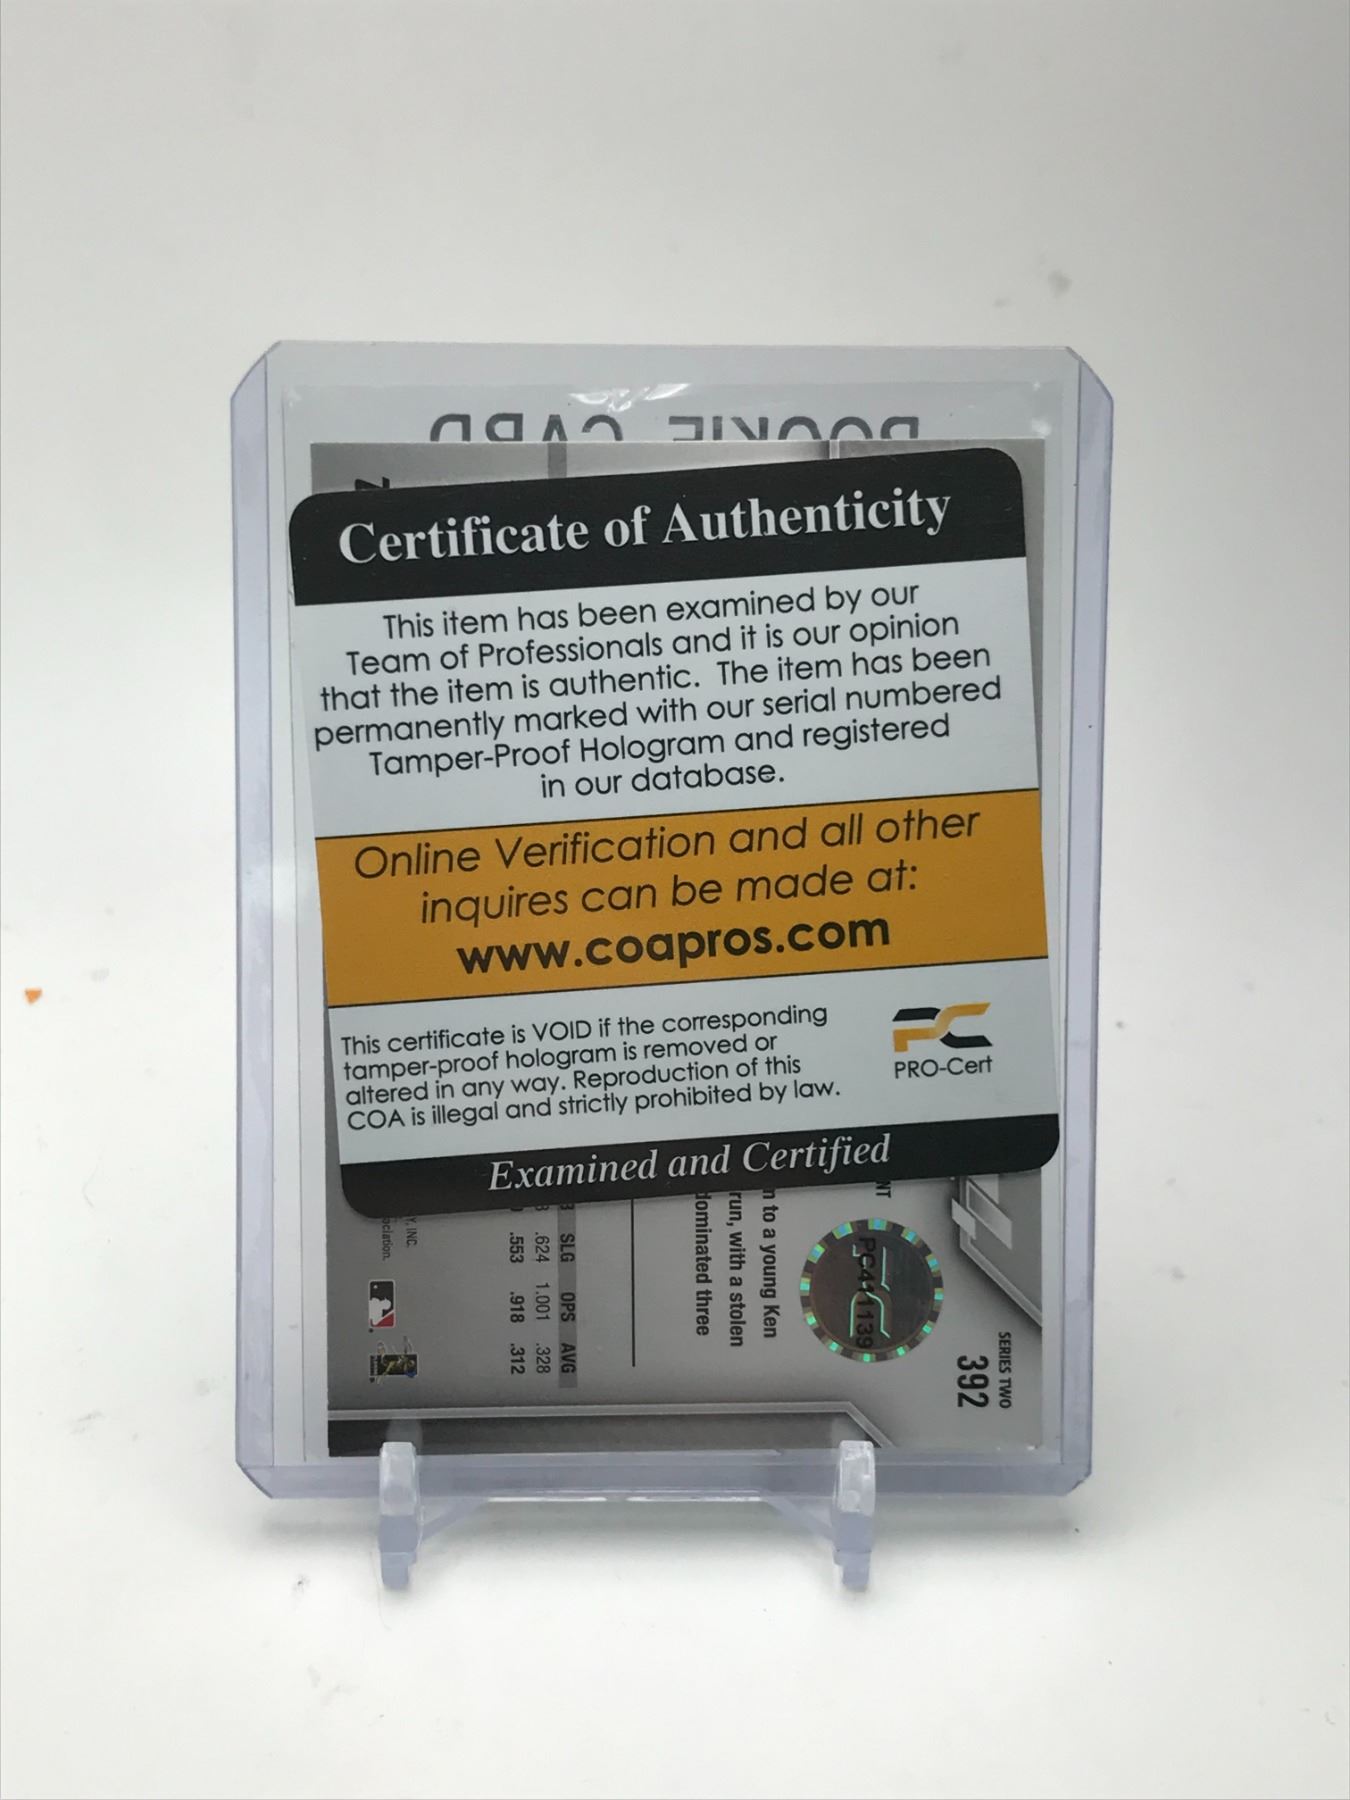 ROOKIE CARD
Certificate of Authenticity
This item has been examined by our
Team of Professionals and it is our opinion
that the item is authentic. The item has been
permanently marked with our serial numbered
Tamper-Proof Hologram and registered
in our database.
Online Verification and all other
inquires can be made at:
www.coapros.com
This certificate is VOID if the corresponding
tamper-proof hologram is removed or
altered in any way. Reproduction of this
COA is illegal and strictly prohibited by law.
PC
PRO-Cert
Examined and Certified
SERIES TWO
392
PC411139
NT
n to a young Ken
run, with a stolen
dominated three
SLG OPS AVG
.624 1.001 .328
.553 .918 .312
Y, INC.
ociation.